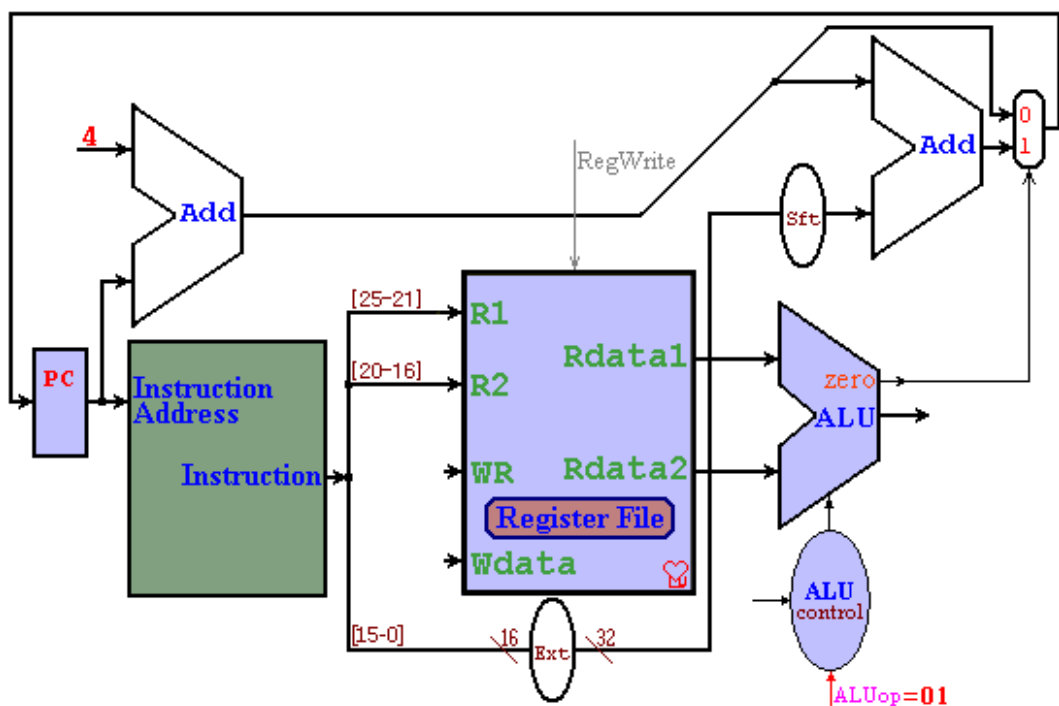 4
Add
RegWrite
Add
0
1
Sft
[25-21]
R1
Rdata1
PC
Instruction
Address
[20-16]
R2
zero
ALU
Instruction
WR
Rdata2
Register File
Wdata
ALU
control
[15-0]
16
Ext
32
ALUop=01